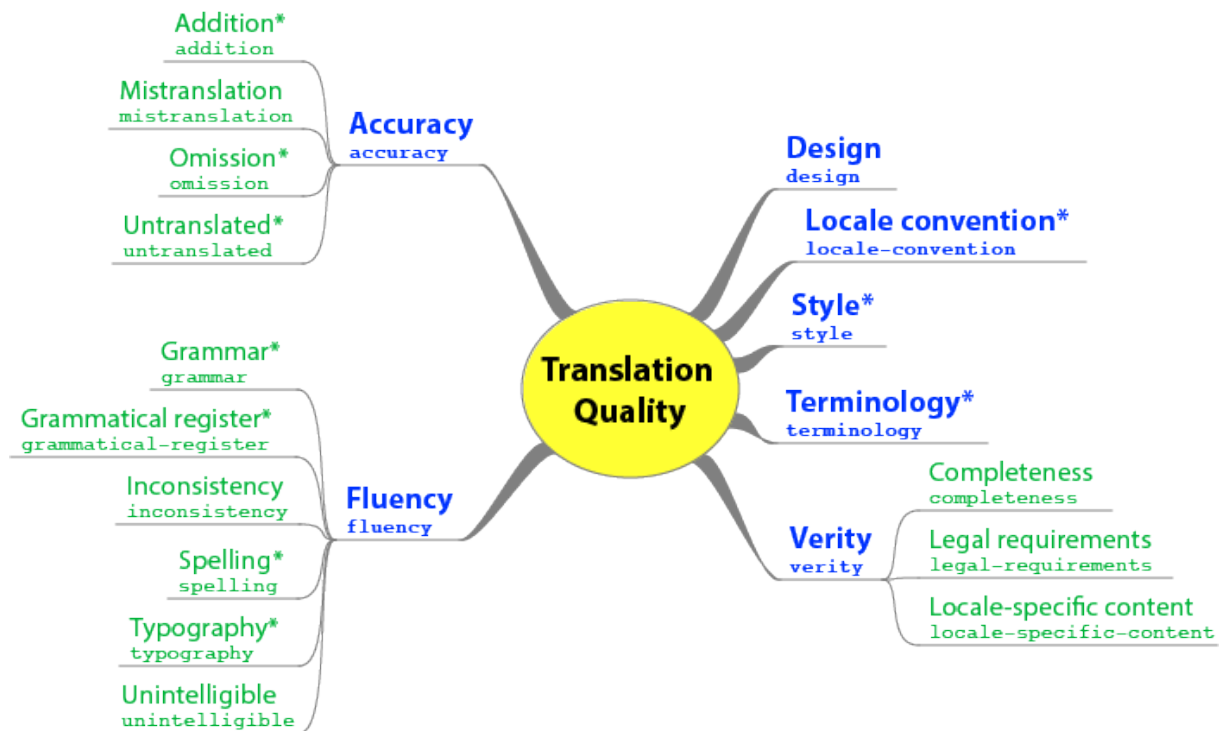 Addition*
addition
Mistranslation
mistranslation
Omission*
omission
Untranslated*
untranslated
Accuracy
accuracy
Grammar*
grammar
Grammatical register*
grammatical-register
Inconsistency
inconsistency
Spelling*
spelling
Typography*
typography
Unintelligible
unintelligible
Fluency
fluency
Translation
Quality
Design
design
Locale convention*
locale-convention
Style*
style
Terminology*
terminology
Verity
verity
Completeness
completeness
Legal requirements
legal-requirements
Locale-specific content
locale-specific-content